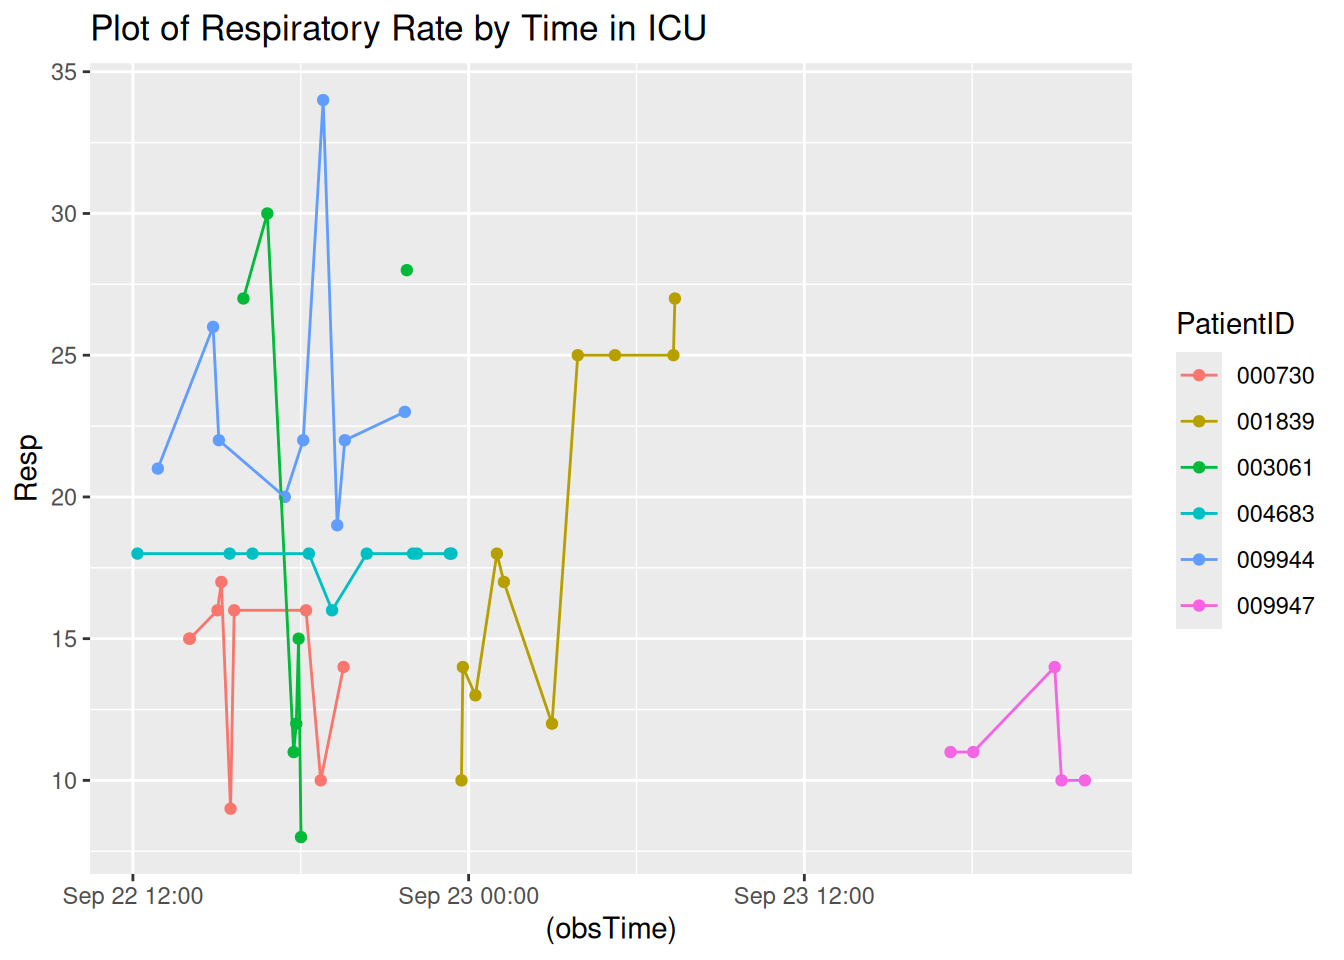 Plot of Respiratory Rate by Time in ICU
35
30
25
20
15
10
Resp
Sep 22 12:00
Sep 23 00:00
Sep 23 12:00
(obsTime)
PatientID
000730
001839
003061
004683
009944
009947